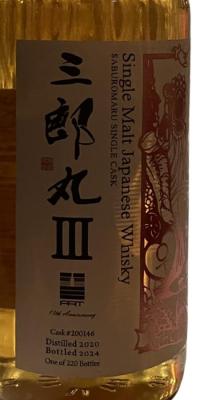 Single Malt Japanese Whisky
SABUROMARU SINGLE CASK
三郎丸
III
ART
Cask#200146
Distilled 2020
Bottled 2024
One of 220 Bottles